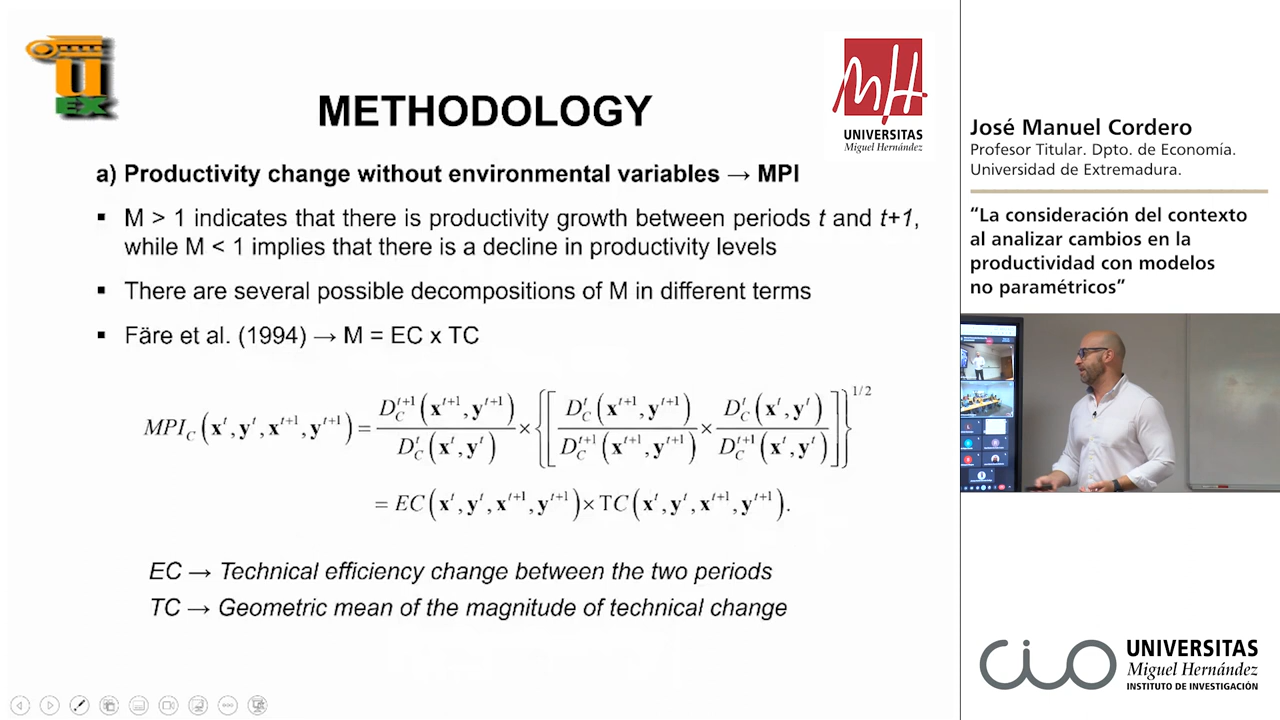 UEX
METHODOLOGY
UNIVERSITAS
Miguel Hernández
a) Productivity change without environmental variables → MPI
▪ M > 1 indicates that there is productivity growth between periods t and t+1,
while M < 1 implies that there is a decline in productivity levels
▪ There are several possible decompositions of M in different terms
▪ Färe et al. (1994) → M = EC x TC
MPI_C(x^t, y^t, x^{t+1}, y^{t+1}) = D_C^{t+1}(x^{t+1}, y^{t+1}) / D_C^t(x^t, y^t) × {[D_C^t(x^{t+1}, y^{t+1}) / D_C^{t+1}(x^{t+1}, y^{t+1}) × D_C^t(x^t, y^t) / D_C^{t+1}(x^t, y^t)]}^{1/2}
= EC(x^t, y^t, x^{t+1}, y^{t+1}) × TC(x^t, y^t, x^{t+1}, y^{t+1}).
EC → Technical efficiency change between the two periods
TC → Geometric mean of the magnitude of technical change
José Manuel Cordero
Profesor Titular. Dpto. de Economía.
Universidad de Extremadura.
“La consideración del contexto
al analizar cambios en la
productividad con modelos
no paramétricos”
CIO
UNIVERSITAS
Miguel Hernández
INSTITUTO DE INVESTIGACIÓN